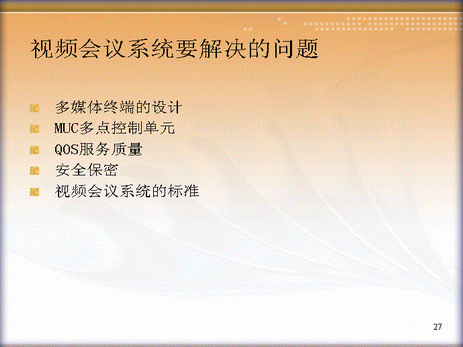 视频会议系统要解决的问题
多媒体终端的设计
MUC多点控制单元
QOS服务质量
安全保密
视频会议系统的标准
27